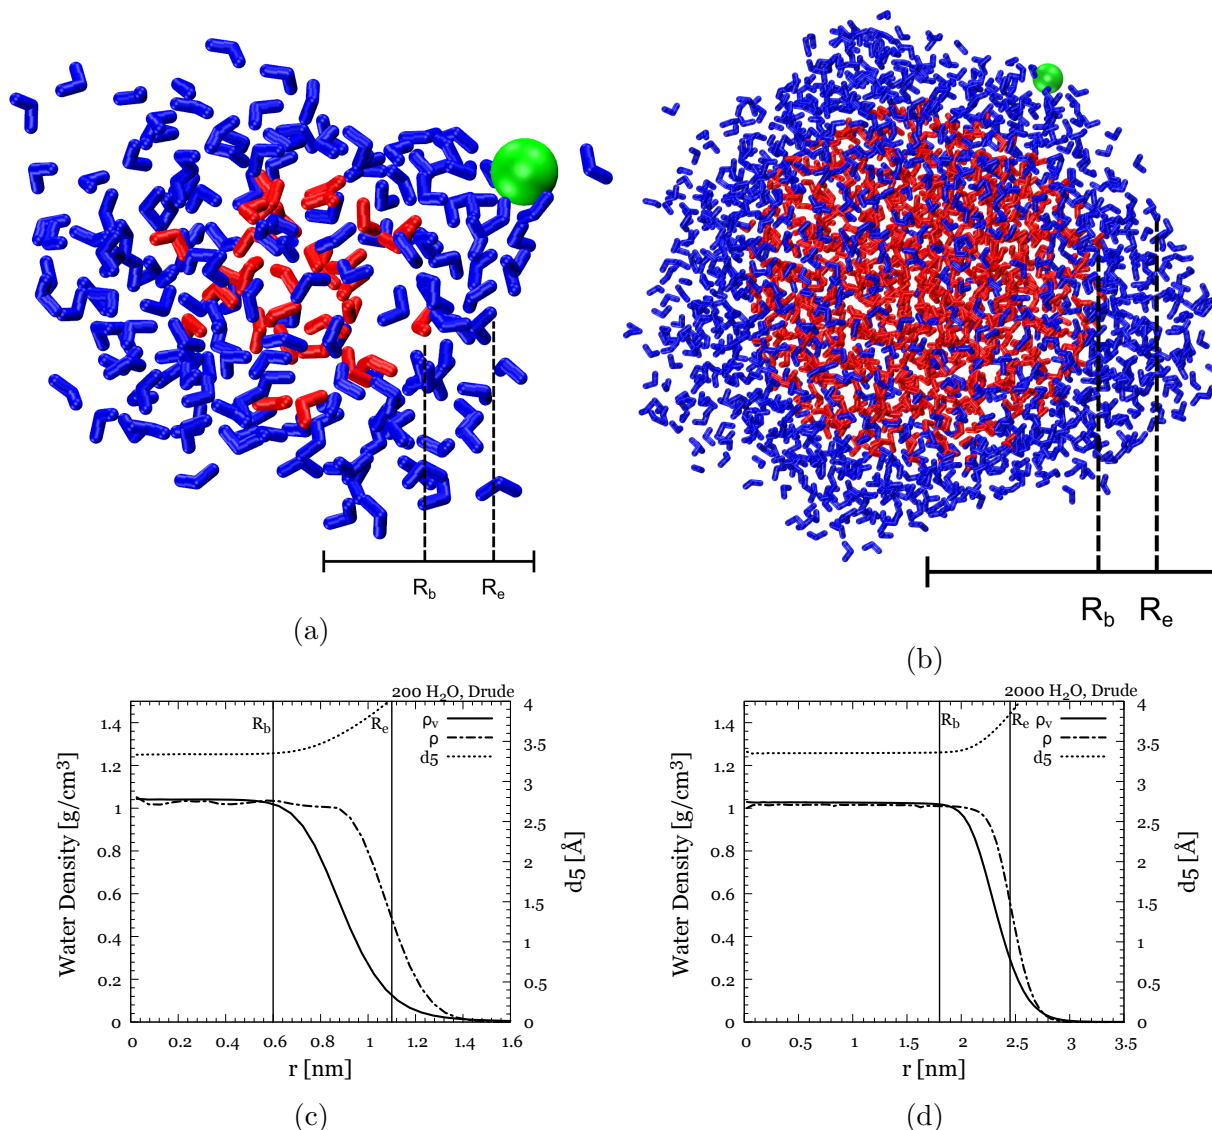 R_b R_e
(a)
R_b R_e
(b)
200 H₂O, Drude
R_b R_e
ρ_v
ρ
d5
Water Density [g/cm³]
1.4
1.2
1
0.8
0.6
0.4
0.2
0
4
3.5
3
2.5
2
1.5
1
0.5
0
d5 [Å]
0 0.2 0.4 0.6 0.8 1 1.2 1.4 1.6
r [nm]
(c)
2000 H₂O, Drude
R_b R_e
ρ_v
ρ
d5
Water Density [g/cm³]
1.4
1.2
1
0.8
0.6
0.4
0.2
0
4
3.5
3
2.5
2
1.5
1
0.5
0
d5 [Å]
0 0.5 1 1.5 2 2.5 3 3.5
r [nm]
(d)